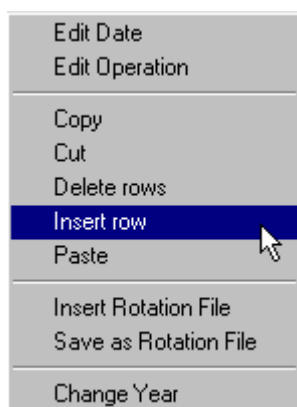 Edit Date
Edit Operation
Copy
Cut
Delete rows
Insert row
Paste
Insert Rotation File
Save as Rotation File
Change Year